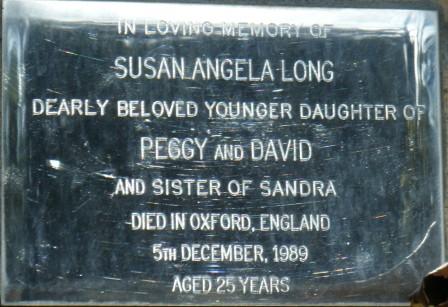 IN LOVING MEMORY OF
SUSAN ANGELA LONG
DEARLY BELOVED YOUNGER DAUGHTER OF
PEGGY AND DAVID
AND SISTER OF SANDRA
DIED IN OXFORD, ENGLAND
5TH DECEMBER, 1989
AGED 25 YEARS